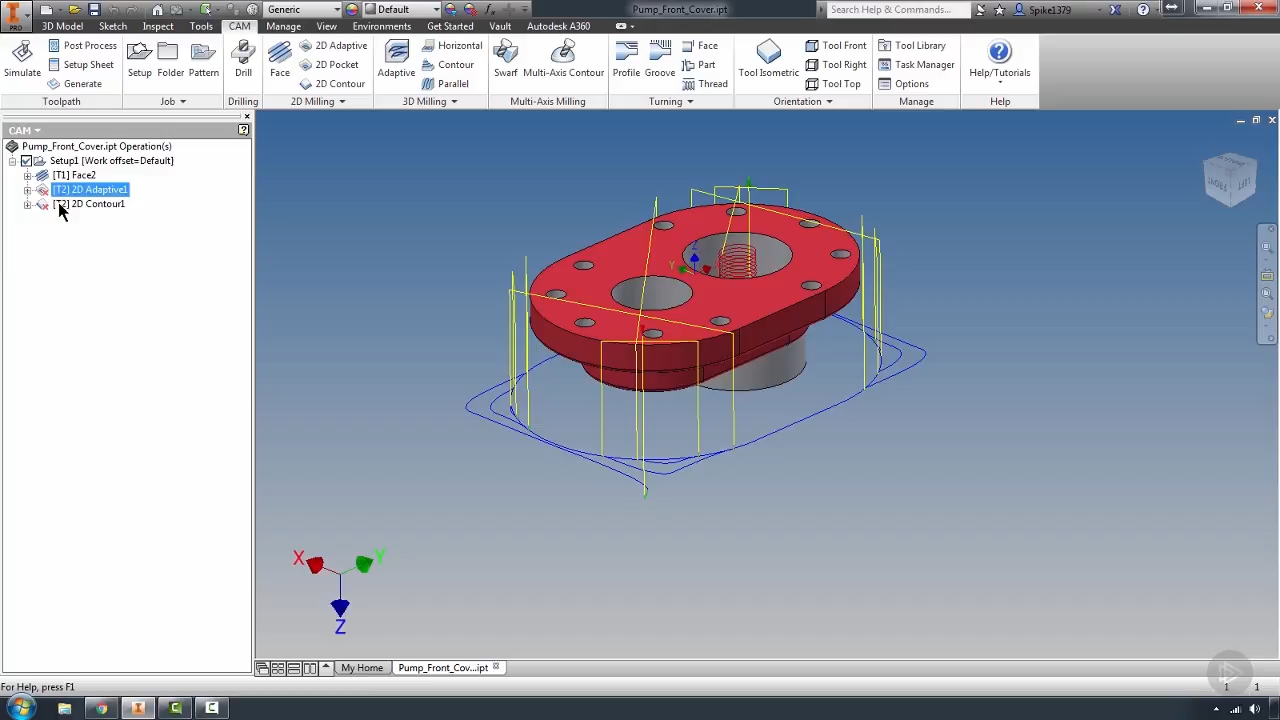 Generic
Default
Pump_Front_Cover.ipt
Search Help & Commands...
Spike1379
PRO
3D Model
Sketch
Inspect
Tools
CAM
Manage
View
Environments
Get Started
Vault
Autodesk A360
Simulate
Post Process
Setup Sheet
Generate
Toolpath
Setup
Folder
Pattern
Job
Drill
Drilling
Face
2D Adaptive
2D Pocket
2D Contour
2D Milling
Adaptive
Horizontal
Contour
Parallel
3D Milling
Swarf
Multi-Axis Contour
Multi-Axis Milling
Profile
Groove
Face
Part
Thread
Turning
Tool Isometric
Tool Front
Tool Right
Tool Top
Orientation
Tool Library
Task Manager
Options
Manage
Help/Tutorials
Help
CAM
Pump_Front_Cover.ipt Operation(s)
Setup1 [Work offset=Default]
[T1] Face2
[T2] 2D Adaptive1
[T2] 2D Contour1
Z
Y
FRONT
LEFT
X
Y
Z
My Home
Pump_Front_Cov...ipt
For Help, press F1
1
1